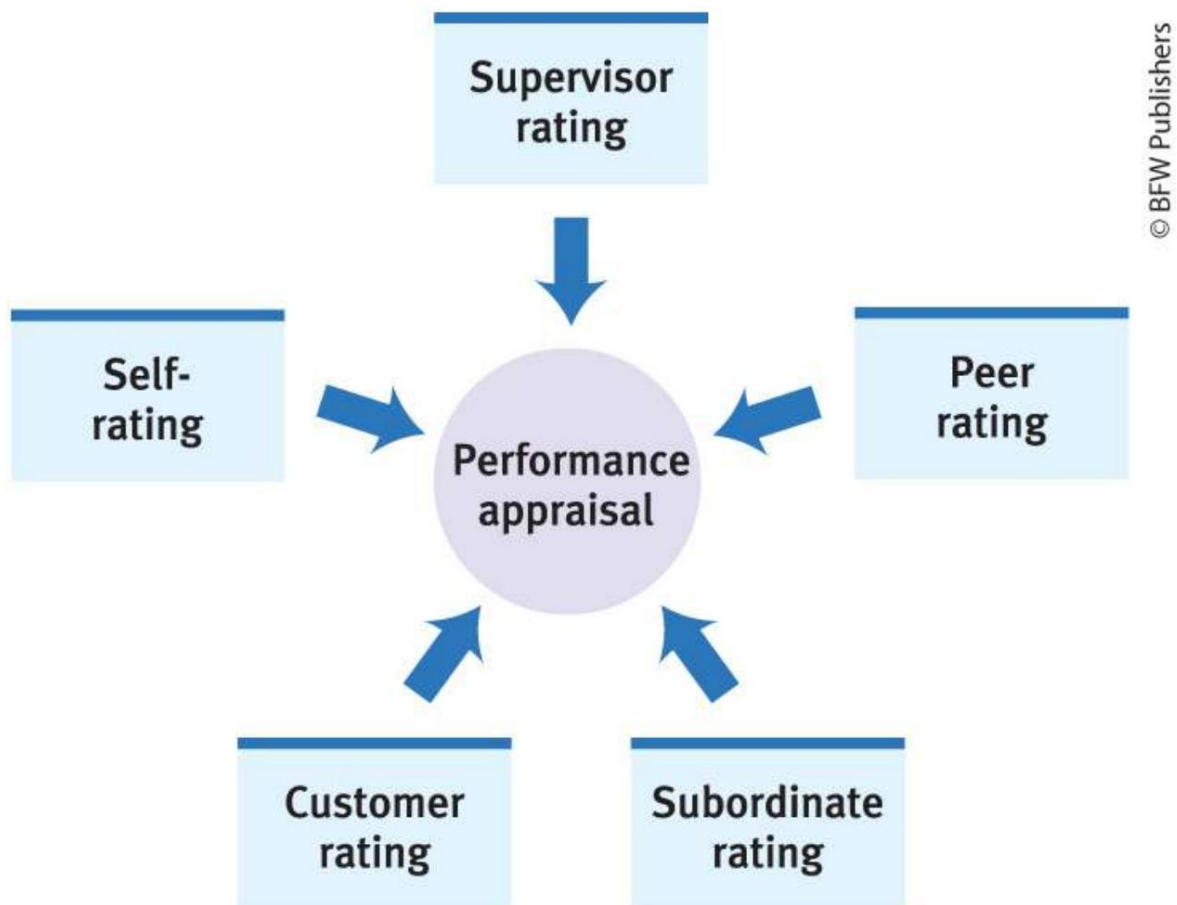 Supervisor
rating
© BFW Publishers
Self-
rating
Peer
rating
Performance
appraisal
Customer
rating
Subordinate
rating